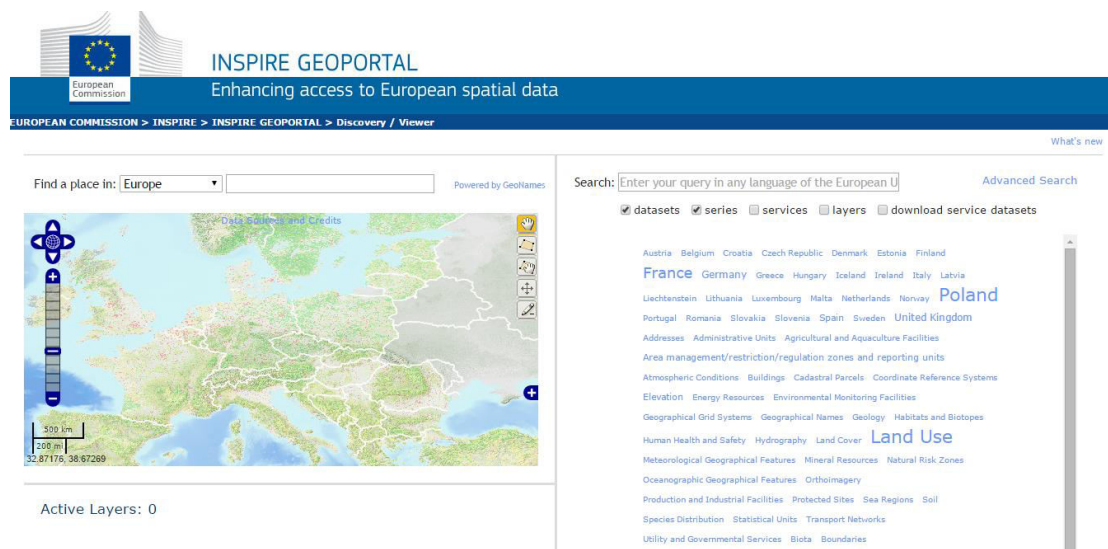 European
Commission
INSPIRE GEOPORTAL
Enhancing access to European spatial data
EUROPEAN COMMISSION > INSPIRE > INSPIRE GEOPORTAL > Discovery / Viewer
What's new
Find a place in: Europe
Powered by GeoNames
Data Sources and Credits
500 km
200 mi
32.87176, 38.67269
Active Layers: 0
Search: Enter your query in any language of the European U
Advanced Search
datasets series services layers download service datasets
Austria Belgium Croatia Czech Republic Denmark Estonia Finland
France Germany Greece Hungary Iceland Ireland Italy Latvia
Liechtenstein Lithuania Luxembourg Malta Netherlands Norway Poland
Portugal Romania Slovakia Slovenia Spain Sweden United Kingdom
Addresses Administrative Units Agricultural and Aquaculture Facilities
Area management/restriction/regulation zones and reporting units
Atmospheric Conditions Buildings Cadastral Parcels Coordinate Reference Systems
Elevation Energy Resources Environmental Monitoring Facilities
Geographical Grid Systems Geographical Names Geology Habitats and Biotopes
Human Health and Safety Hydrography Land Cover Land Use
Meteorological Geographical Features Mineral Resources Natural Risk Zones
Oceanographic Geographical Features Orthoimagery
Production and Industrial Facilities Protected Sites Sea Regions Soil
Species Distribution Statistical Units Transport Networks
Utility and Governmental Services Biota Boundaries